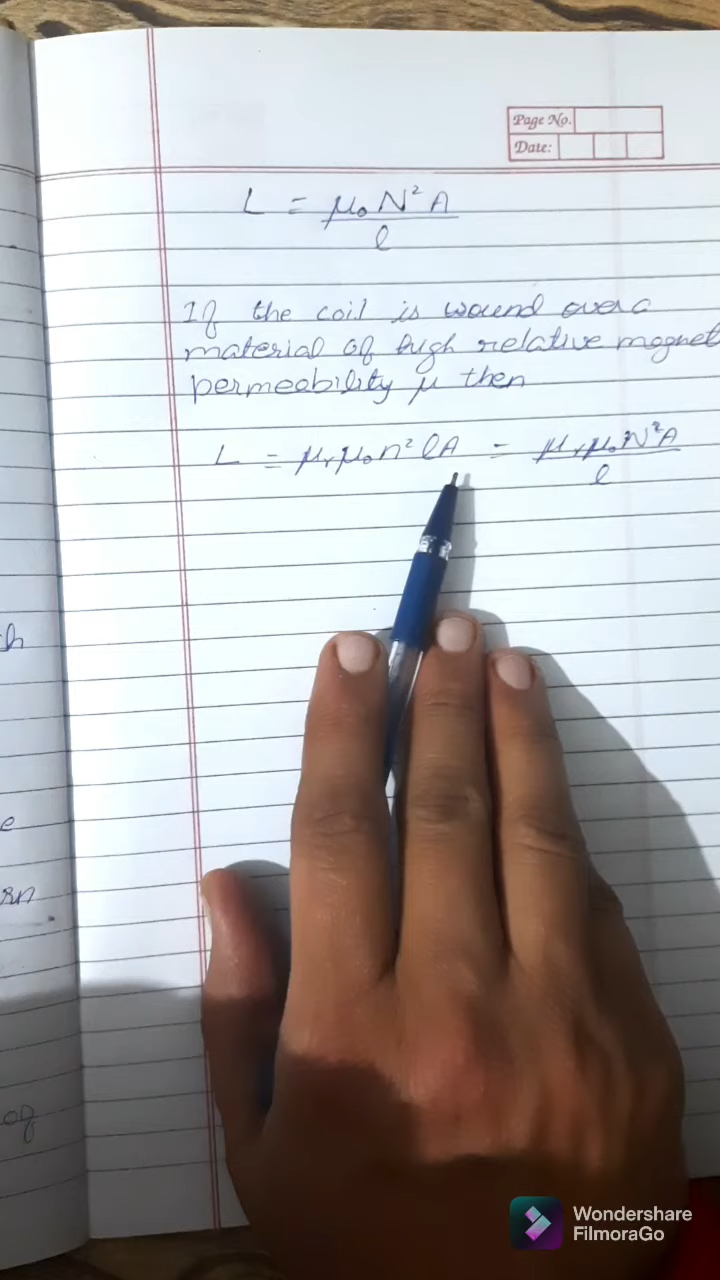 Page No.
Date:
L = μ₀N²A / l
If the coil is wound over a
material of high relative magnet
permeability μ then
L = μᵣμ₀n²lA = μᵣμ₀N²A / l
h
e
of
Wondershare
FilmoraGo